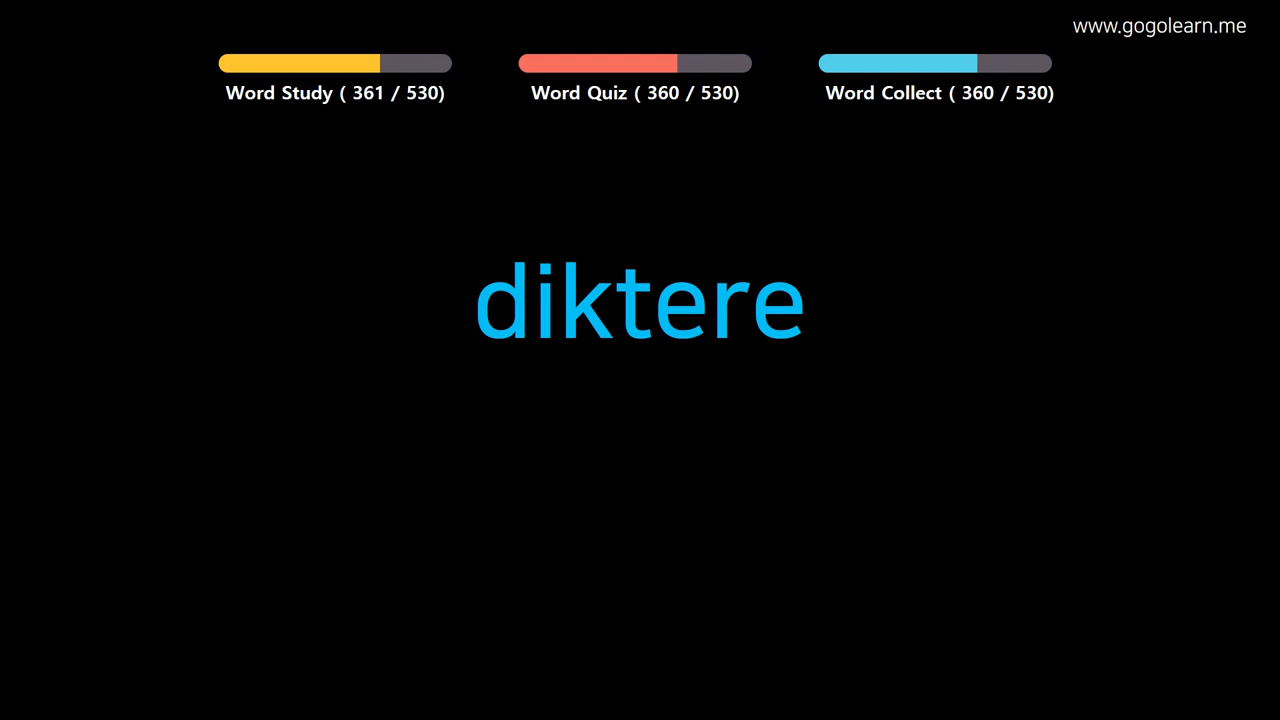 www.gogolearn.me
Word Study ( 361 / 530)
Word Quiz ( 360 / 530)
Word Collect ( 360 / 530)
diktere